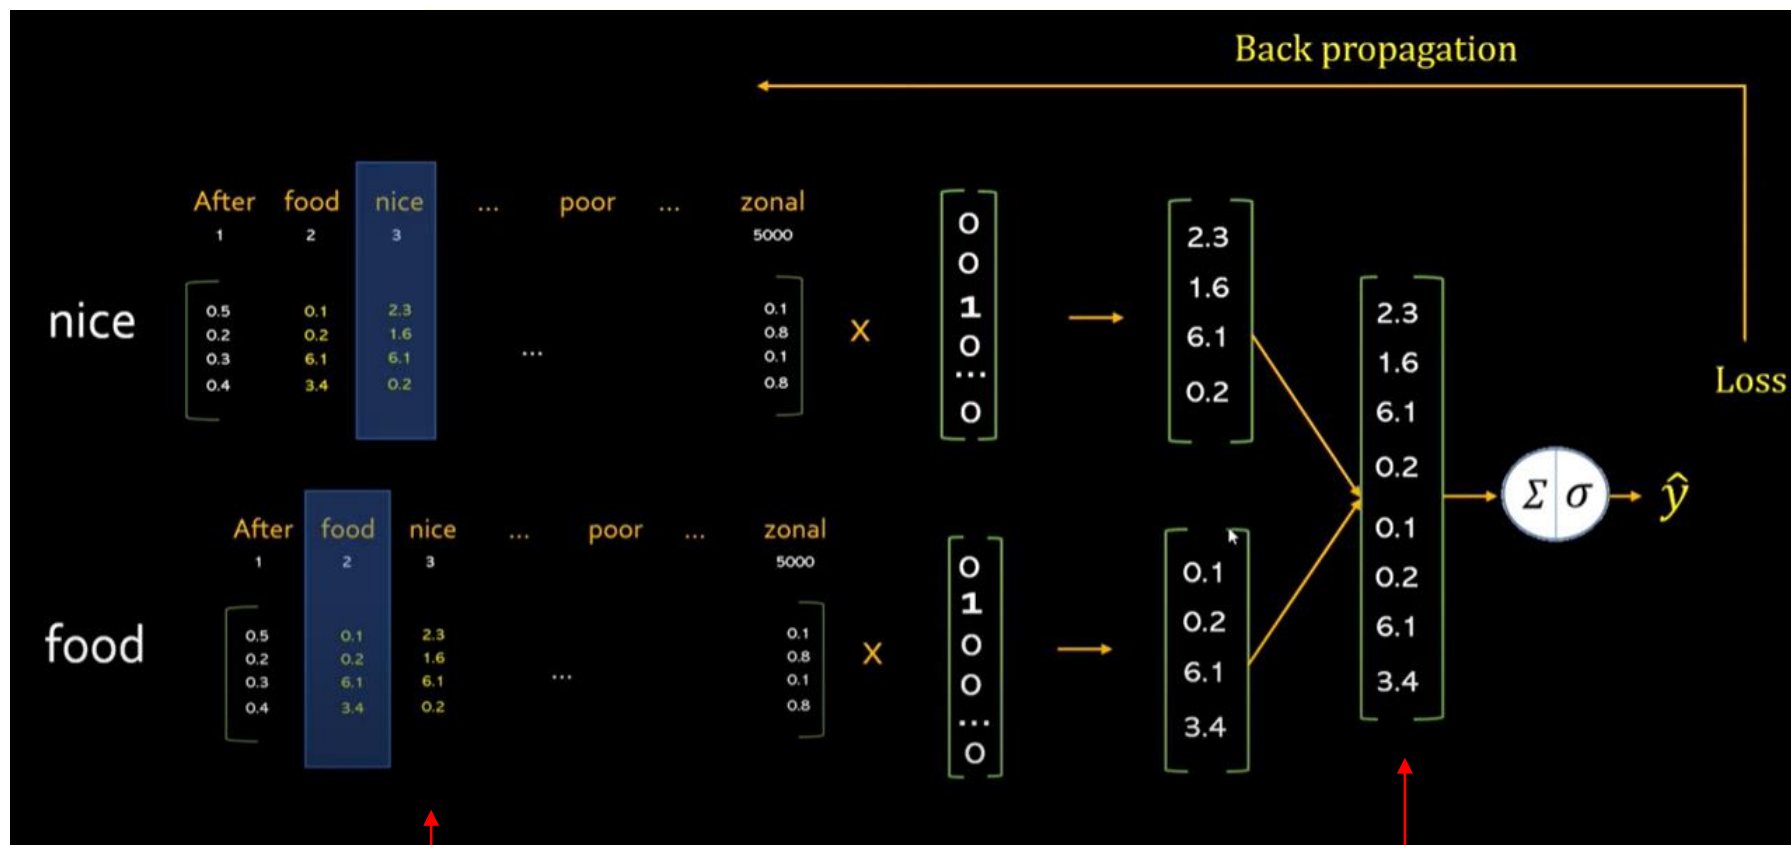 Back propagation
After food nice ... poor ... zonal
1 2 3 5000
nice
0.5 0.1 2.3 0.1
0.2 0.2 1.6 0.8
0.3 6.1 6.1 ... 0.1
0.4 3.4 0.2 0.8
X
0
0
1
0
...
0
2.3
1.6
6.1
0.2
After food nice ... poor ... zonal
1 2 3 5000
food
0.5 0.1 2.3 0.1
0.2 0.2 1.6 0.8
0.3 6.1 6.1 ... 0.1
0.4 3.4 0.2 0.8
X
0
1
0
0
...
0
0.1
0.2
6.1
3.4
2.3
1.6
6.1
0.2
0.1
0.2
6.1
3.4
Σ σ
ŷ
Loss